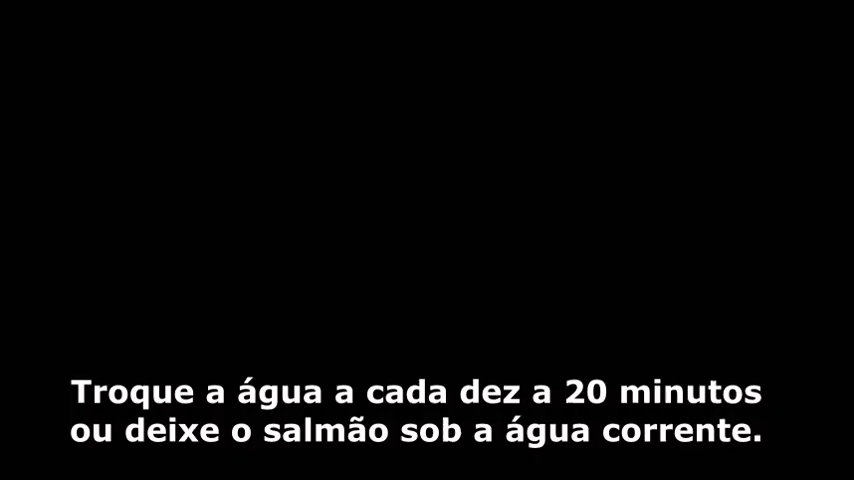 Troque a água a cada dez a 20 minutos
ou deixe o salmão sob a água corrente.